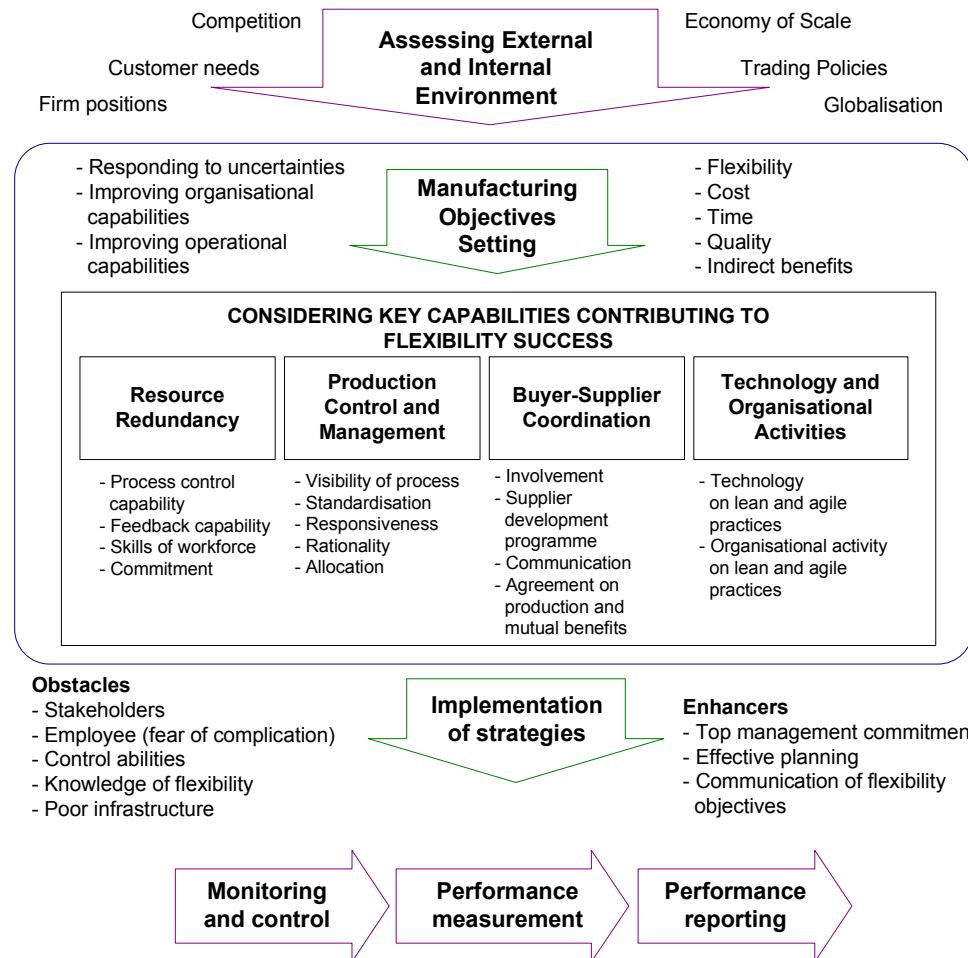 Competition
Economy of Scale
Assessing External
and Internal
Environment
Customer needs
Trading Policies
Firm positions
Globalisation
- Responding to uncertainties
- Improving organisational
capabilities
- Improving operational
capabilities
Manufacturing
Objectives
Setting
- Flexibility
- Cost
- Time
- Quality
- Indirect benefits
CONSIDERING KEY CAPABILITIES CONTRIBUTING TO
FLEXIBILITY SUCCESS
Resource
Redundancy
Production
Control and
Management
Buyer-Supplier
Coordination
Technology and
Organisational
Activities
- Process control
capability
- Feedback capability
- Skills of workforce
- Commitment
- Visibility of process
- Standardisation
- Responsiveness
- Rationality
- Allocation
- Involvement
- Supplier
development
programme
- Communication
- Agreement on
production and
mutual benefits
- Technology
on lean and agile
practices
- Organisational activity
on lean and agile
practices
Obstacles
- Stakeholders
- Employee (fear of complication)
- Control abilities
- Knowledge of flexibility
- Poor infrastructure
Implementation
of strategies
Enhancers
- Top management commitment
- Effective planning
- Communication of flexibility
objectives
Monitoring
and control
Performance
measurement
Performance
reporting